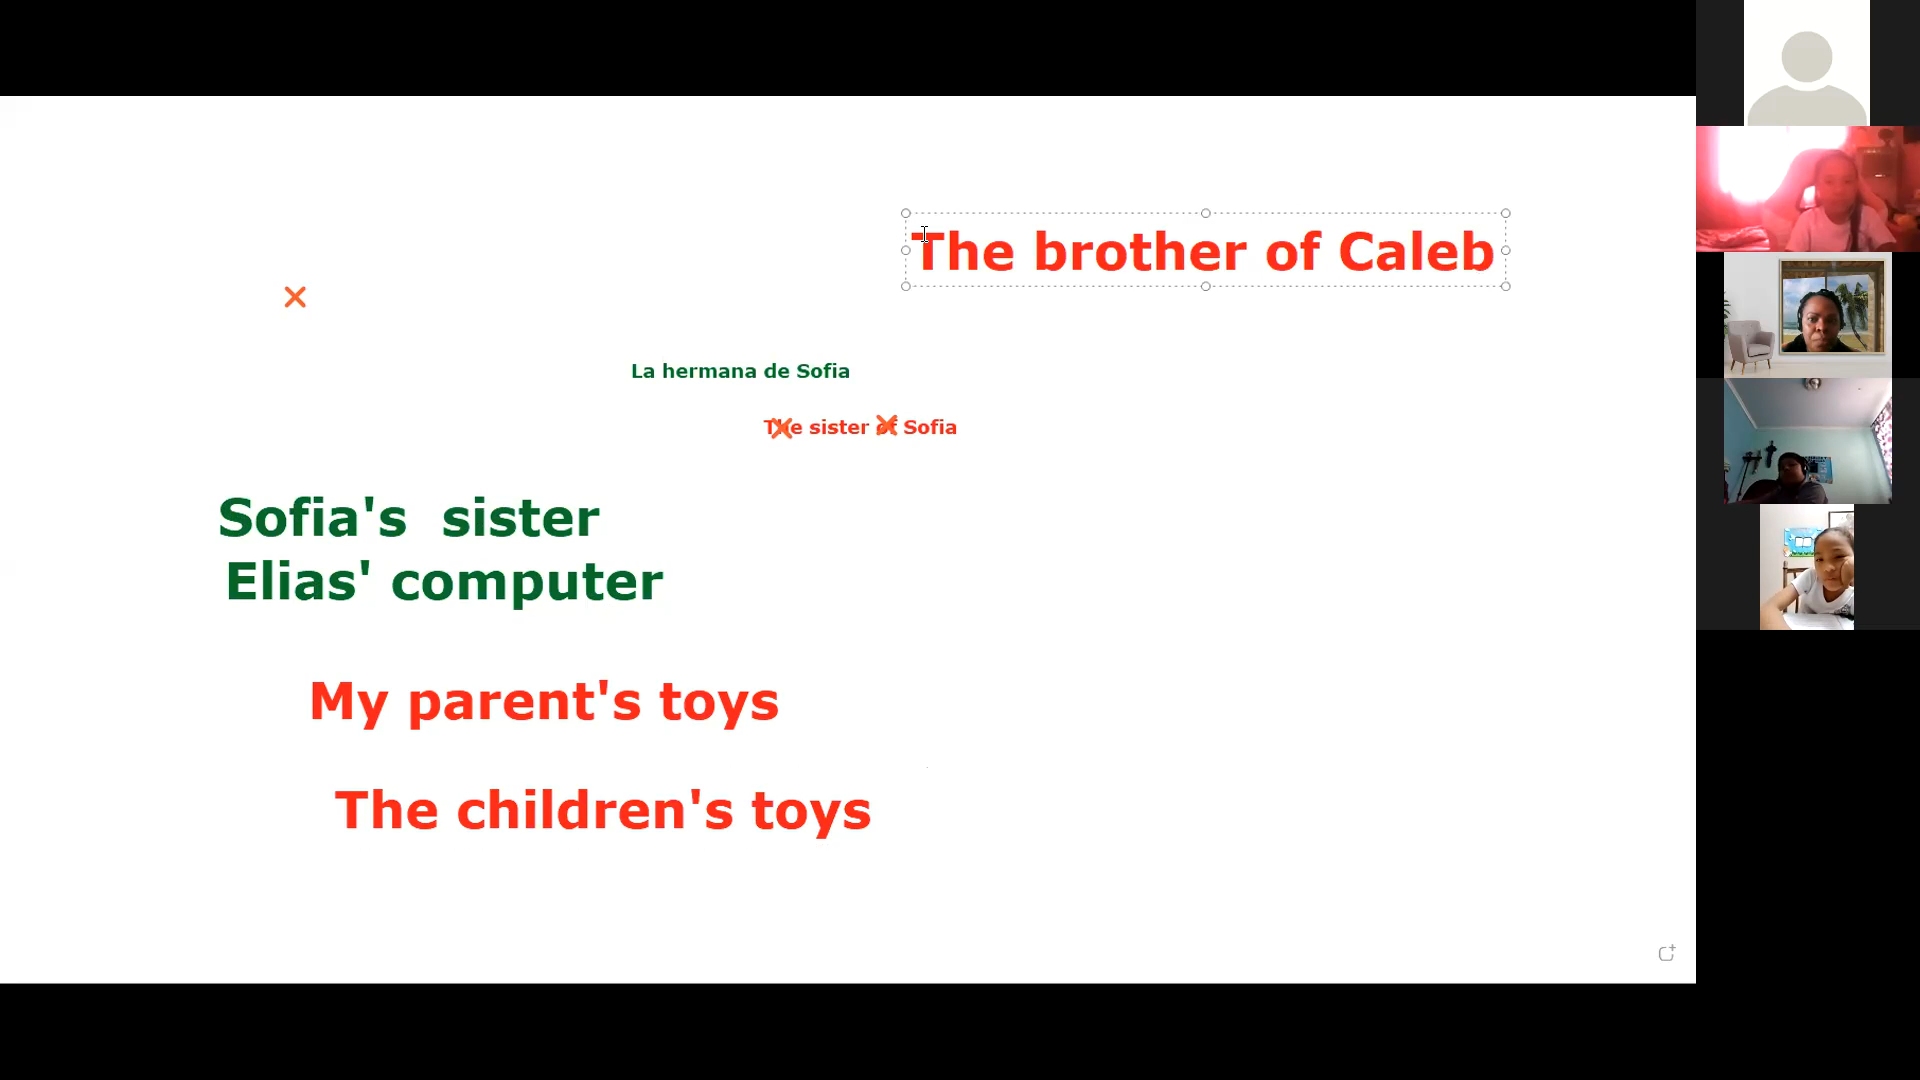 The brother of Caleb
La hermana de Sofia
The sister of Sofia
Sofia's sister
Elias' computer
My parent's toys
The children's toys